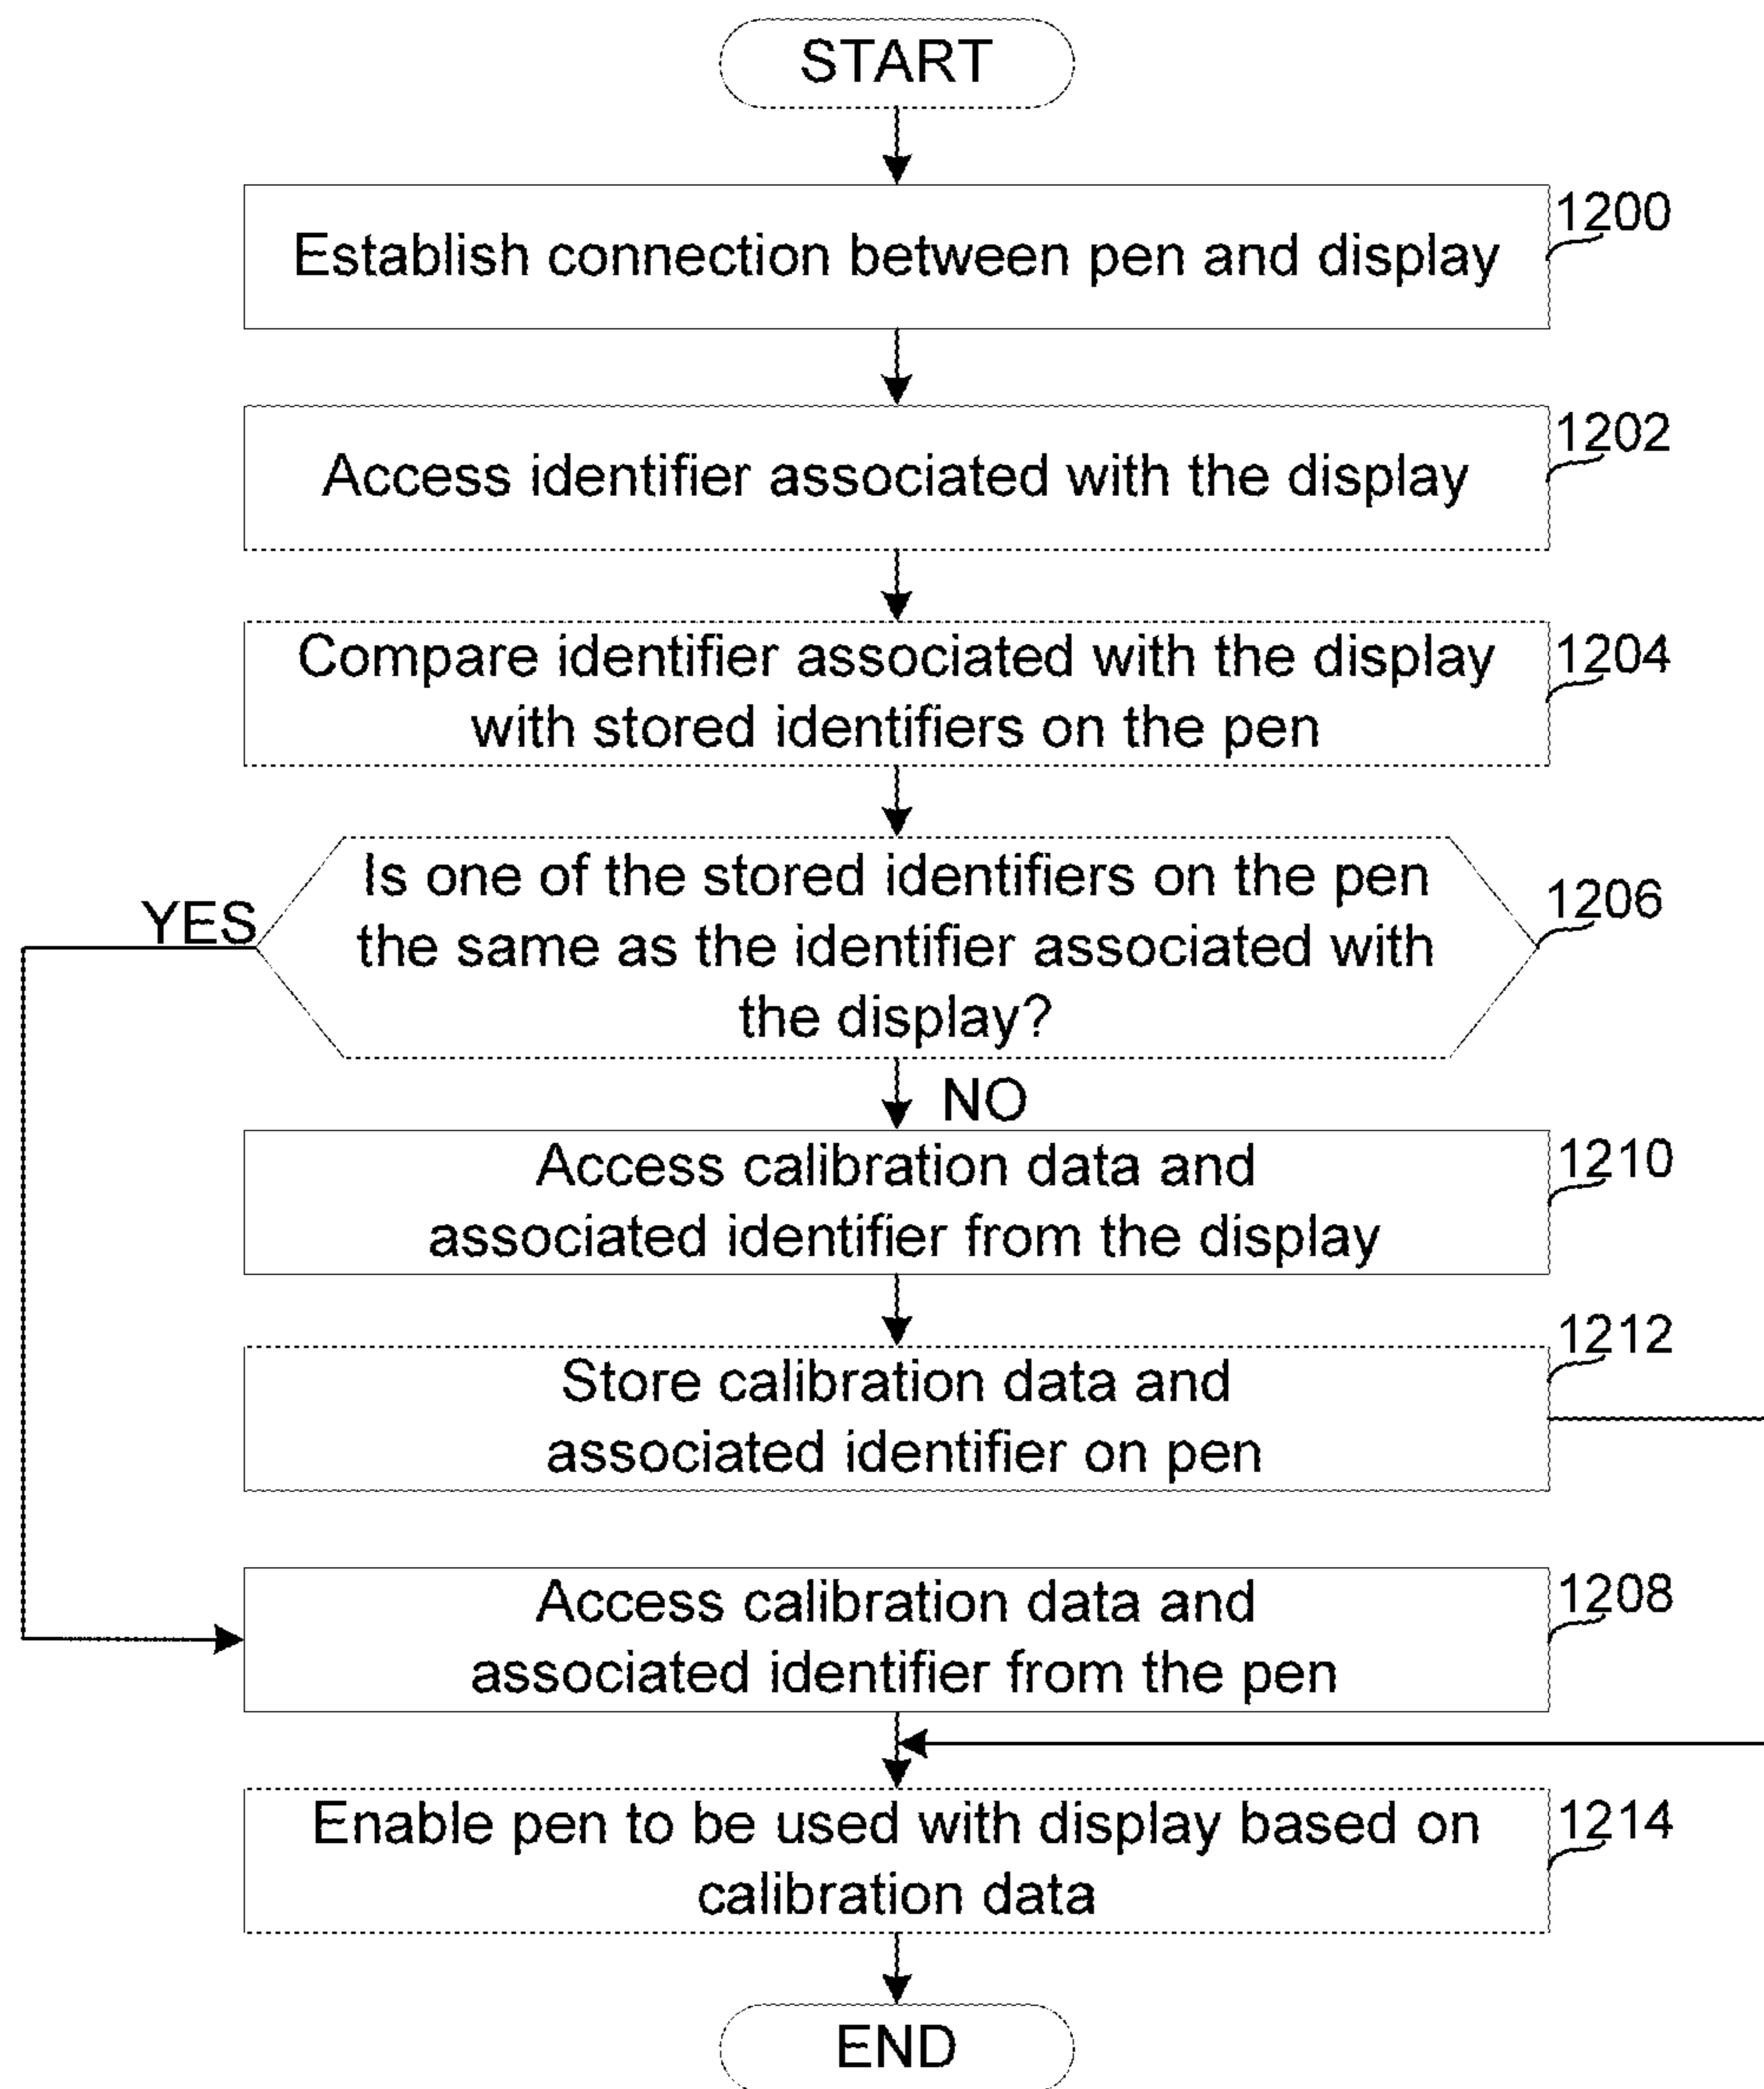 START
Establish connection between pen and display
1200
Access identifier associated with the display
1202
Compare identifier associated with the display
with stored identifiers on the pen
1204
Is one of the stored identifiers on the pen
the same as the identifier associated with
the display?
1206
YES
NO
Access calibration data and
associated identifier from the display
1210
Store calibration data and
associated identifier on pen
1212
Access calibration data and
associated identifier from the pen
1208
Enable pen to be used with display based on
calibration data
1214
END